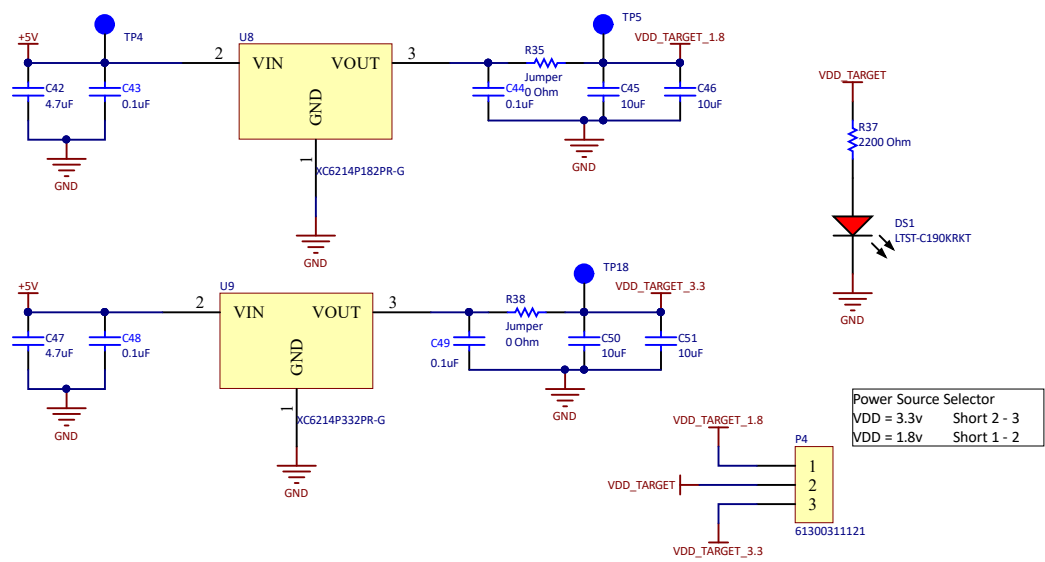 +5V
TP4
2
U8
VIN
VOUT
GND
3
1
XC6214P182PR-G
GND
C42
4.7uF
C43
0.1uF
GND
R35
Jumper
0 Ohm
C44
0.1uF
TP5
VDD_TARGET_1.8
C45
10uF
C46
10uF
GND
VDD_TARGET
R37
2200 Ohm
DS1
LTST-C190KRKT
GND
+5V
2
U9
VIN
VOUT
GND
3
1
XC6214P332PR-G
GND
C47
4.7uF
C48
0.1uF
GND
R38
Jumper
0 Ohm
C49
0.1uF
TP18
VDD_TARGET_3.3
C50
10uF
C51
10uF
GND
Power Source Selector
VDD = 3.3v Short 2 - 3
VDD = 1.8v Short 1 - 2
VDD_TARGET_1.8
P4
1
VDD_TARGET
2
3
61300311121
VDD_TARGET_3.3